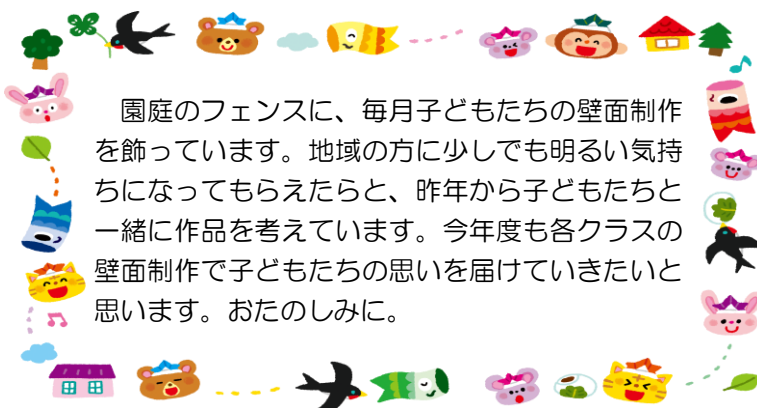 園庭のフェンスに、毎月子どもたちの壁面制作
を飾っています。地域の方に少しでも明るい気持
ちになってもらえたらと、昨年から子どもたちと
一緒に作品を考えています。今年度も各クラスの
壁面制作で子どもたちの思いを届けていきたいと
思います。おたのしみに。